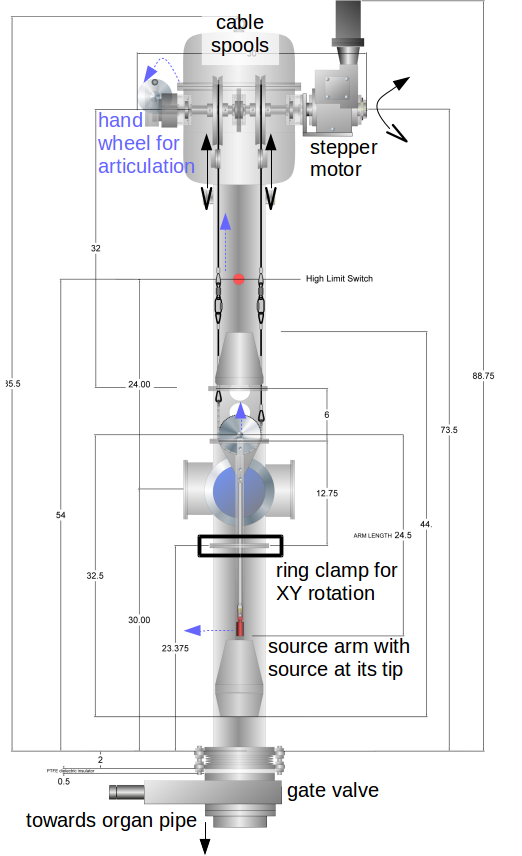 cable
spools
hand
wheel for
articulation
stepper
motor
32
High Limit Switch
24.00
88.75
6
73.5
12.75
54
ARM LENGTH 24.5
44.
ring clamp for
XY rotation
32.5
30.00
23.375
source arm with
source at its tip
2
PTFE dielectric insulator
0.5
gate valve
towards organ pipe